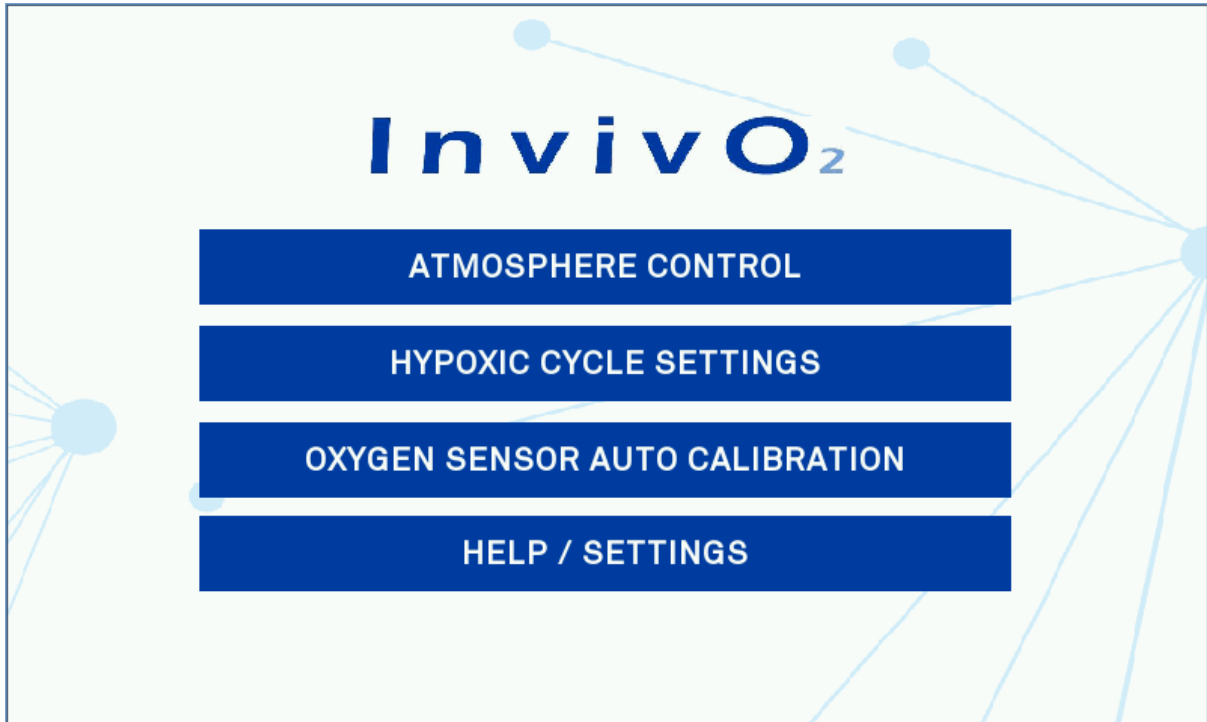 InvivO₂
ATMOSPHERE CONTROL
HYPOXIC CYCLE SETTINGS
OXYGEN SENSOR AUTO CALIBRATION
HELP / SETTINGS